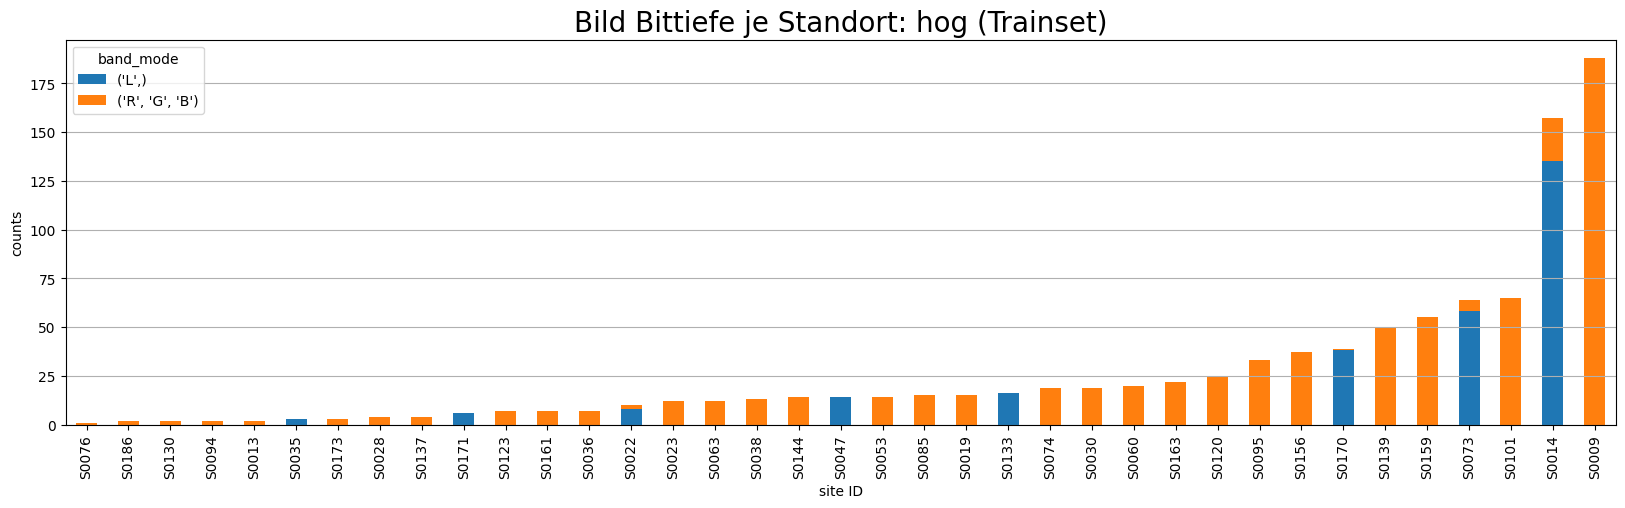 Bild Bittiefe je Standort: hog (Trainset)
band_mode
('L',)
('R', 'G', 'B')
counts
175
150
125
100
75
50
25
0
S0076
S0186
S0130
S0094
S0013
S0035
S0173
S0028
S0137
S0171
S0123
S0161
S0036
S0022
S0023
S0063
S0038
S0144
S0047
S0053
S0085
S0019
S0133
S0074
S0030
S0060
S0163
S0120
S0095
S0156
S0170
S0139
S0159
S0073
S0101
S0014
S0009
site ID